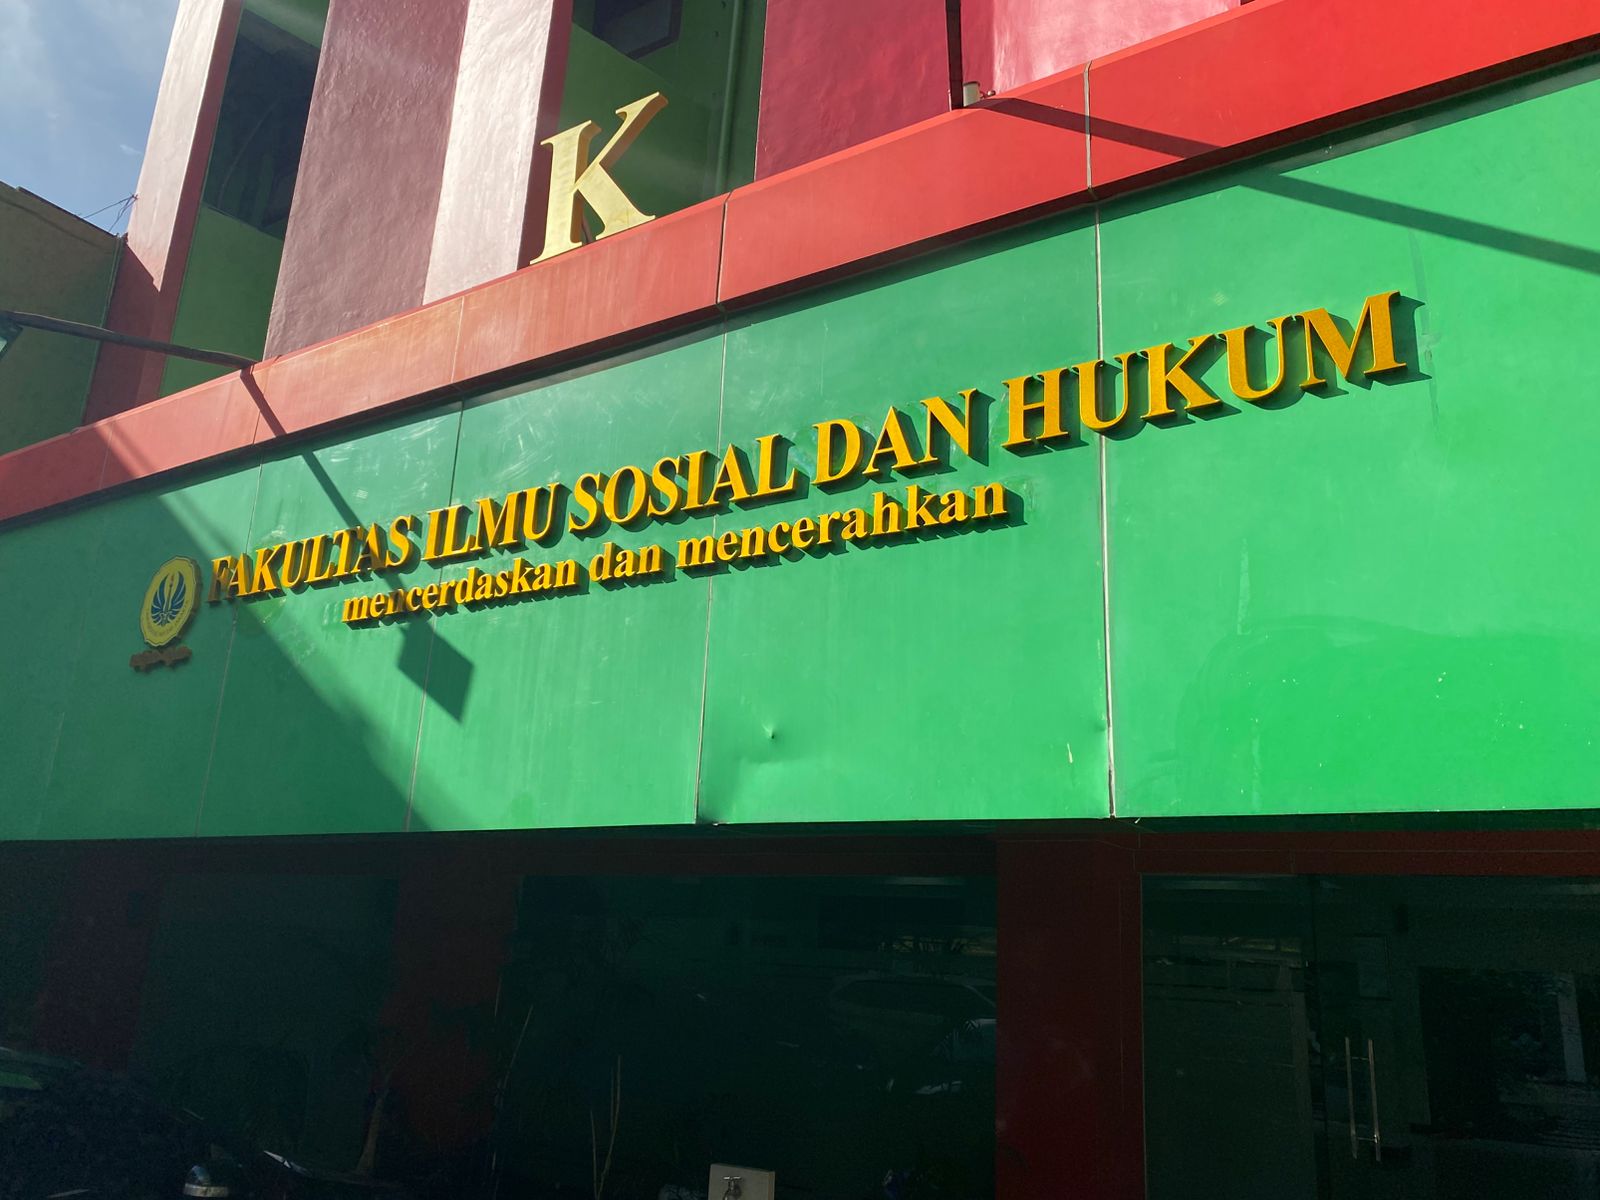 K
FAKULTAS ILMU SOSIAL DAN HUKUM
mencerdaskan dan mencerahkan